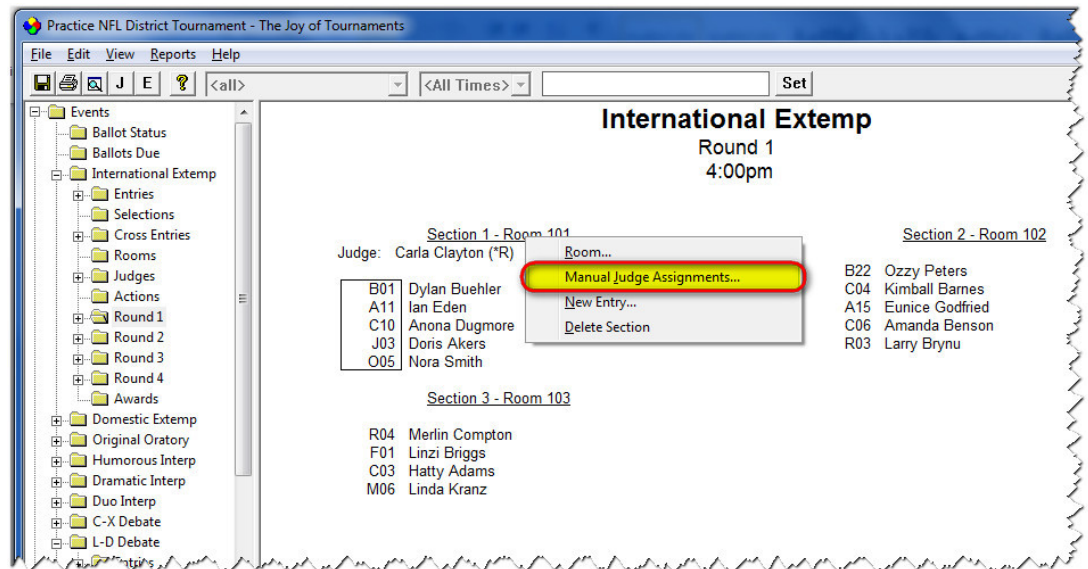 Practice NFL District Tournament - The Joy of Tournaments
File Edit View Reports Help
J E ? <all> <All Times> Set
Events
Ballot Status
Ballots Due
International Extemp
Entries
Selections
Cross Entries
Rooms
Judges
Actions
Round 1
Round 2
Round 3
Round 4
Awards
Domestic Extemp
Original Oratory
Humorous Interp
Dramatic Interp
Duo Interp
C-X Debate
L-D Debate
Entries
International Extemp
Round 1
4:00pm
Section 1 - Room 101
Judge: Carla Clayton (*R)
B01 Dylan Buehler
A11 Ian Eden
C10 Anona Dugmore
J03 Doris Akers
O05 Nora Smith
Room...
Manual Judge Assignments...
New Entry...
Delete Section
Section 2 - Room 102
B22 Ozzy Peters
C04 Kimball Barnes
A15 Eunice Godfried
C06 Amanda Benson
R03 Larry Brynu
Section 3 - Room 103
R04 Merlin Compton
F01 Linzi Briggs
C03 Hatty Adams
M06 Linda Kranz